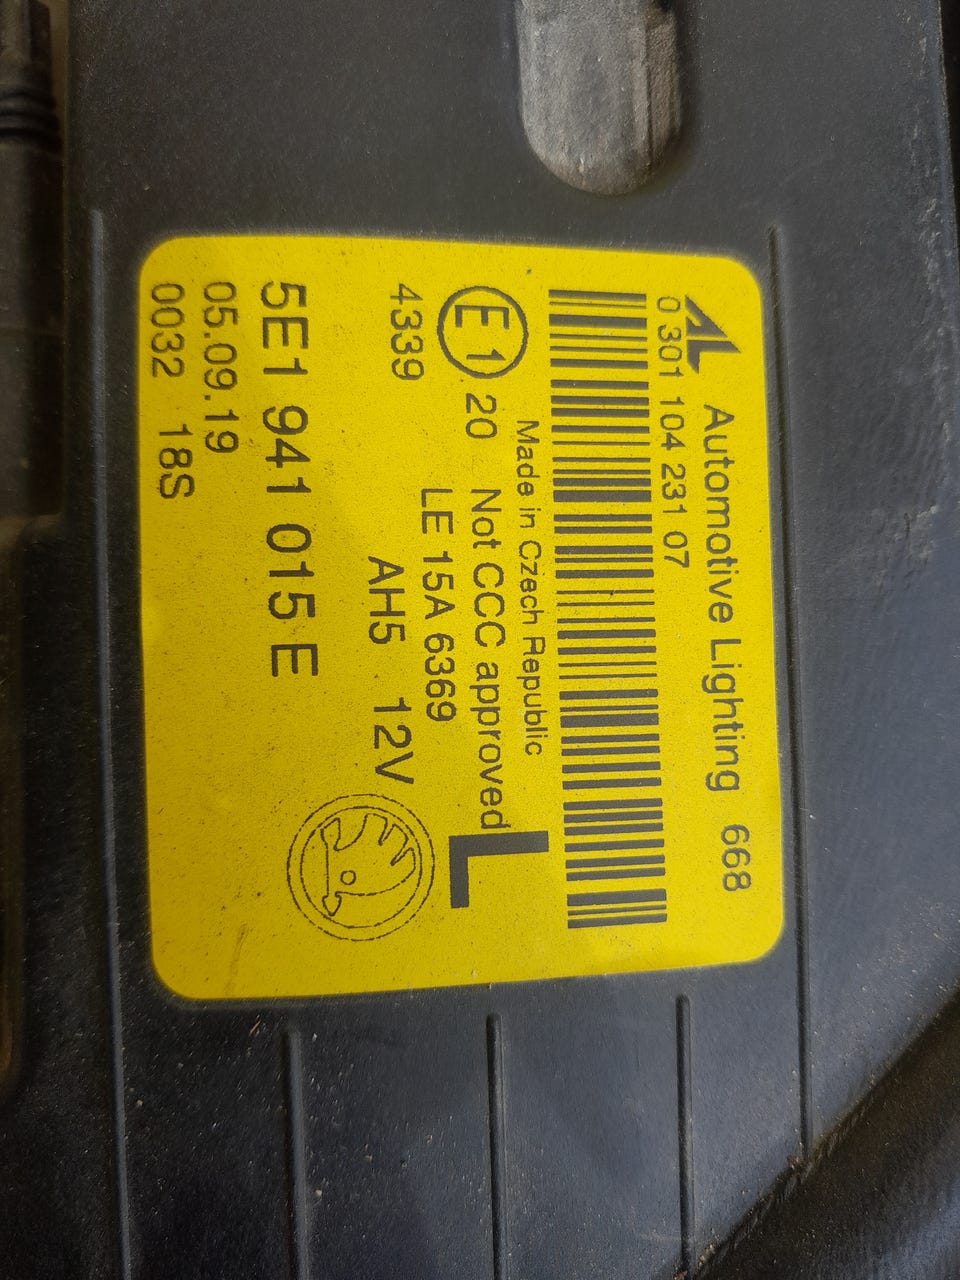 AL Automotive Lighting 668
0 301 104 231 07
Made in Czech Republic
E1 20 Not CCC approved L
4339 LE 15A 6369
AH5 12V
5E1 941 015 E
05.09.19
0032 18S